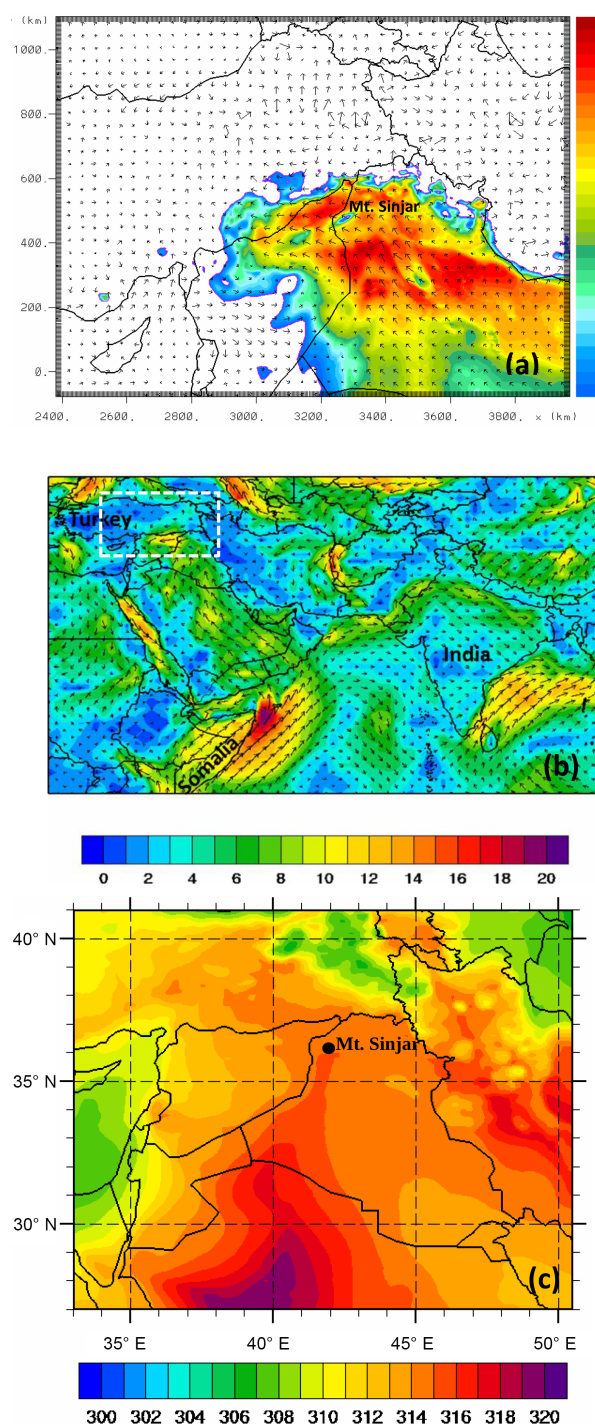 (km)
1000.
800.
600.
Mt. Sinjar
400.
200.
0.
(a)
2400. 2600. 2800. 3000. 3200. 3400. 3600. 3800. x (km)
Turkey
India
Somalia
(b)
0 2 4 6 8 10 12 14 16 18 20
40° N
Mt. Sinjar
35° N
30° N
(c)
35° E 40° E 45° E 50° E
300 302 304 306 308 310 312 314 316 318 320